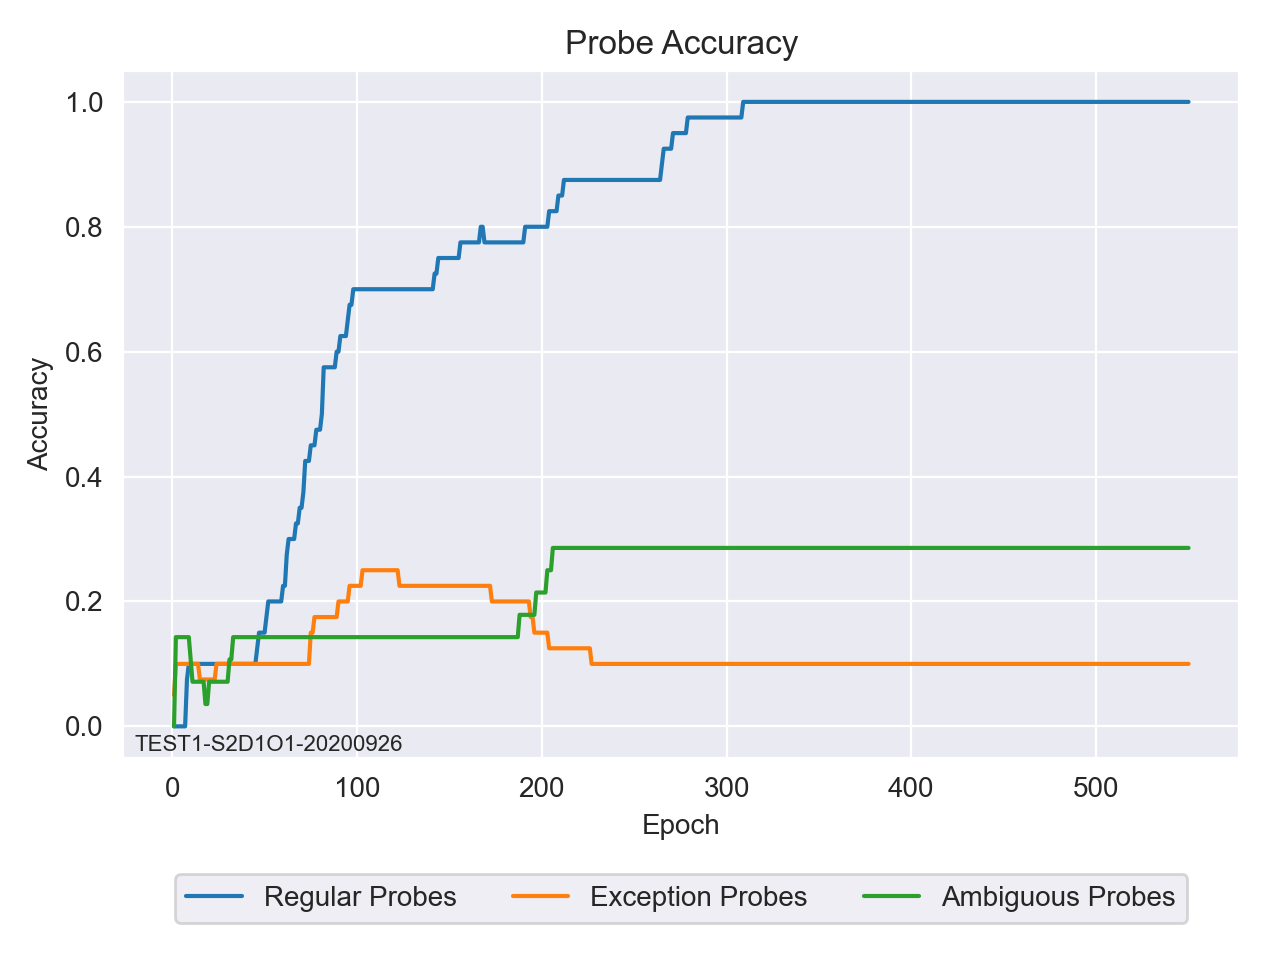 Probe Accuracy
1.0
0.8
0.6
0.4
0.2
0.0
Accuracy
TEST1-S2D1O1-20200926
0 100 200 300 400 500
Epoch
Regular Probes Exception Probes Ambiguous Probes